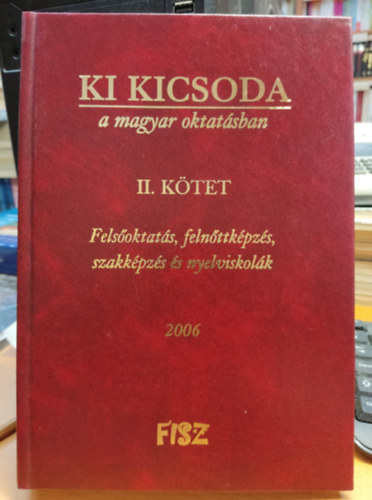 KI KICSODA
a magyar oktatásban
II. KÖTET
Felsőoktatás, felnőttképzés,
szakképzés és nyelviskolák
2006
FISZ